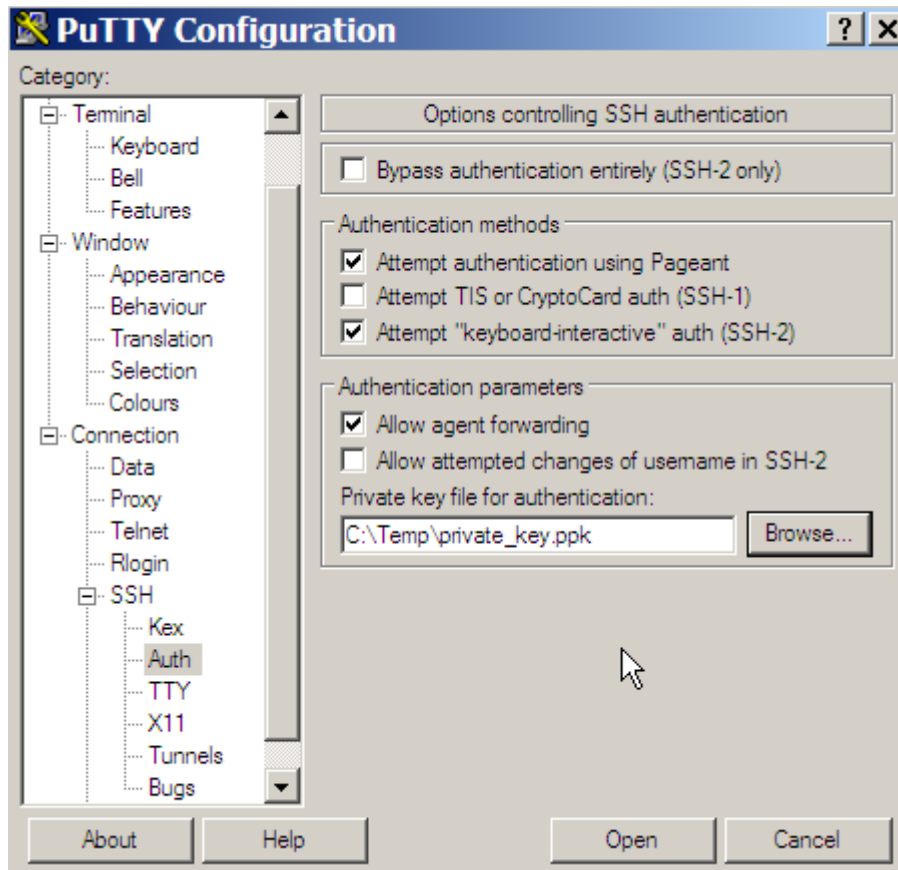 PuTTY Configuration
Category:
Terminal
Keyboard
Bell
Features
Window
Appearance
Behaviour
Translation
Selection
Colours
Connection
Data
Proxy
Telnet
Rlogin
SSH
Kex
Auth
TTY
X11
Tunnels
Bugs
Options controlling SSH authentication
Bypass authentication entirely (SSH-2 only)
Authentication methods
Attempt authentication using Pageant
Attempt TIS or CryptoCard auth (SSH-1)
Attempt "keyboard-interactive" auth (SSH-2)
Authentication parameters
Allow agent forwarding
Allow attempted changes of username in SSH-2
Private key file for authentication:
C:\Temp\private_key.ppk
Browse...
About
Help
Open
Cancel